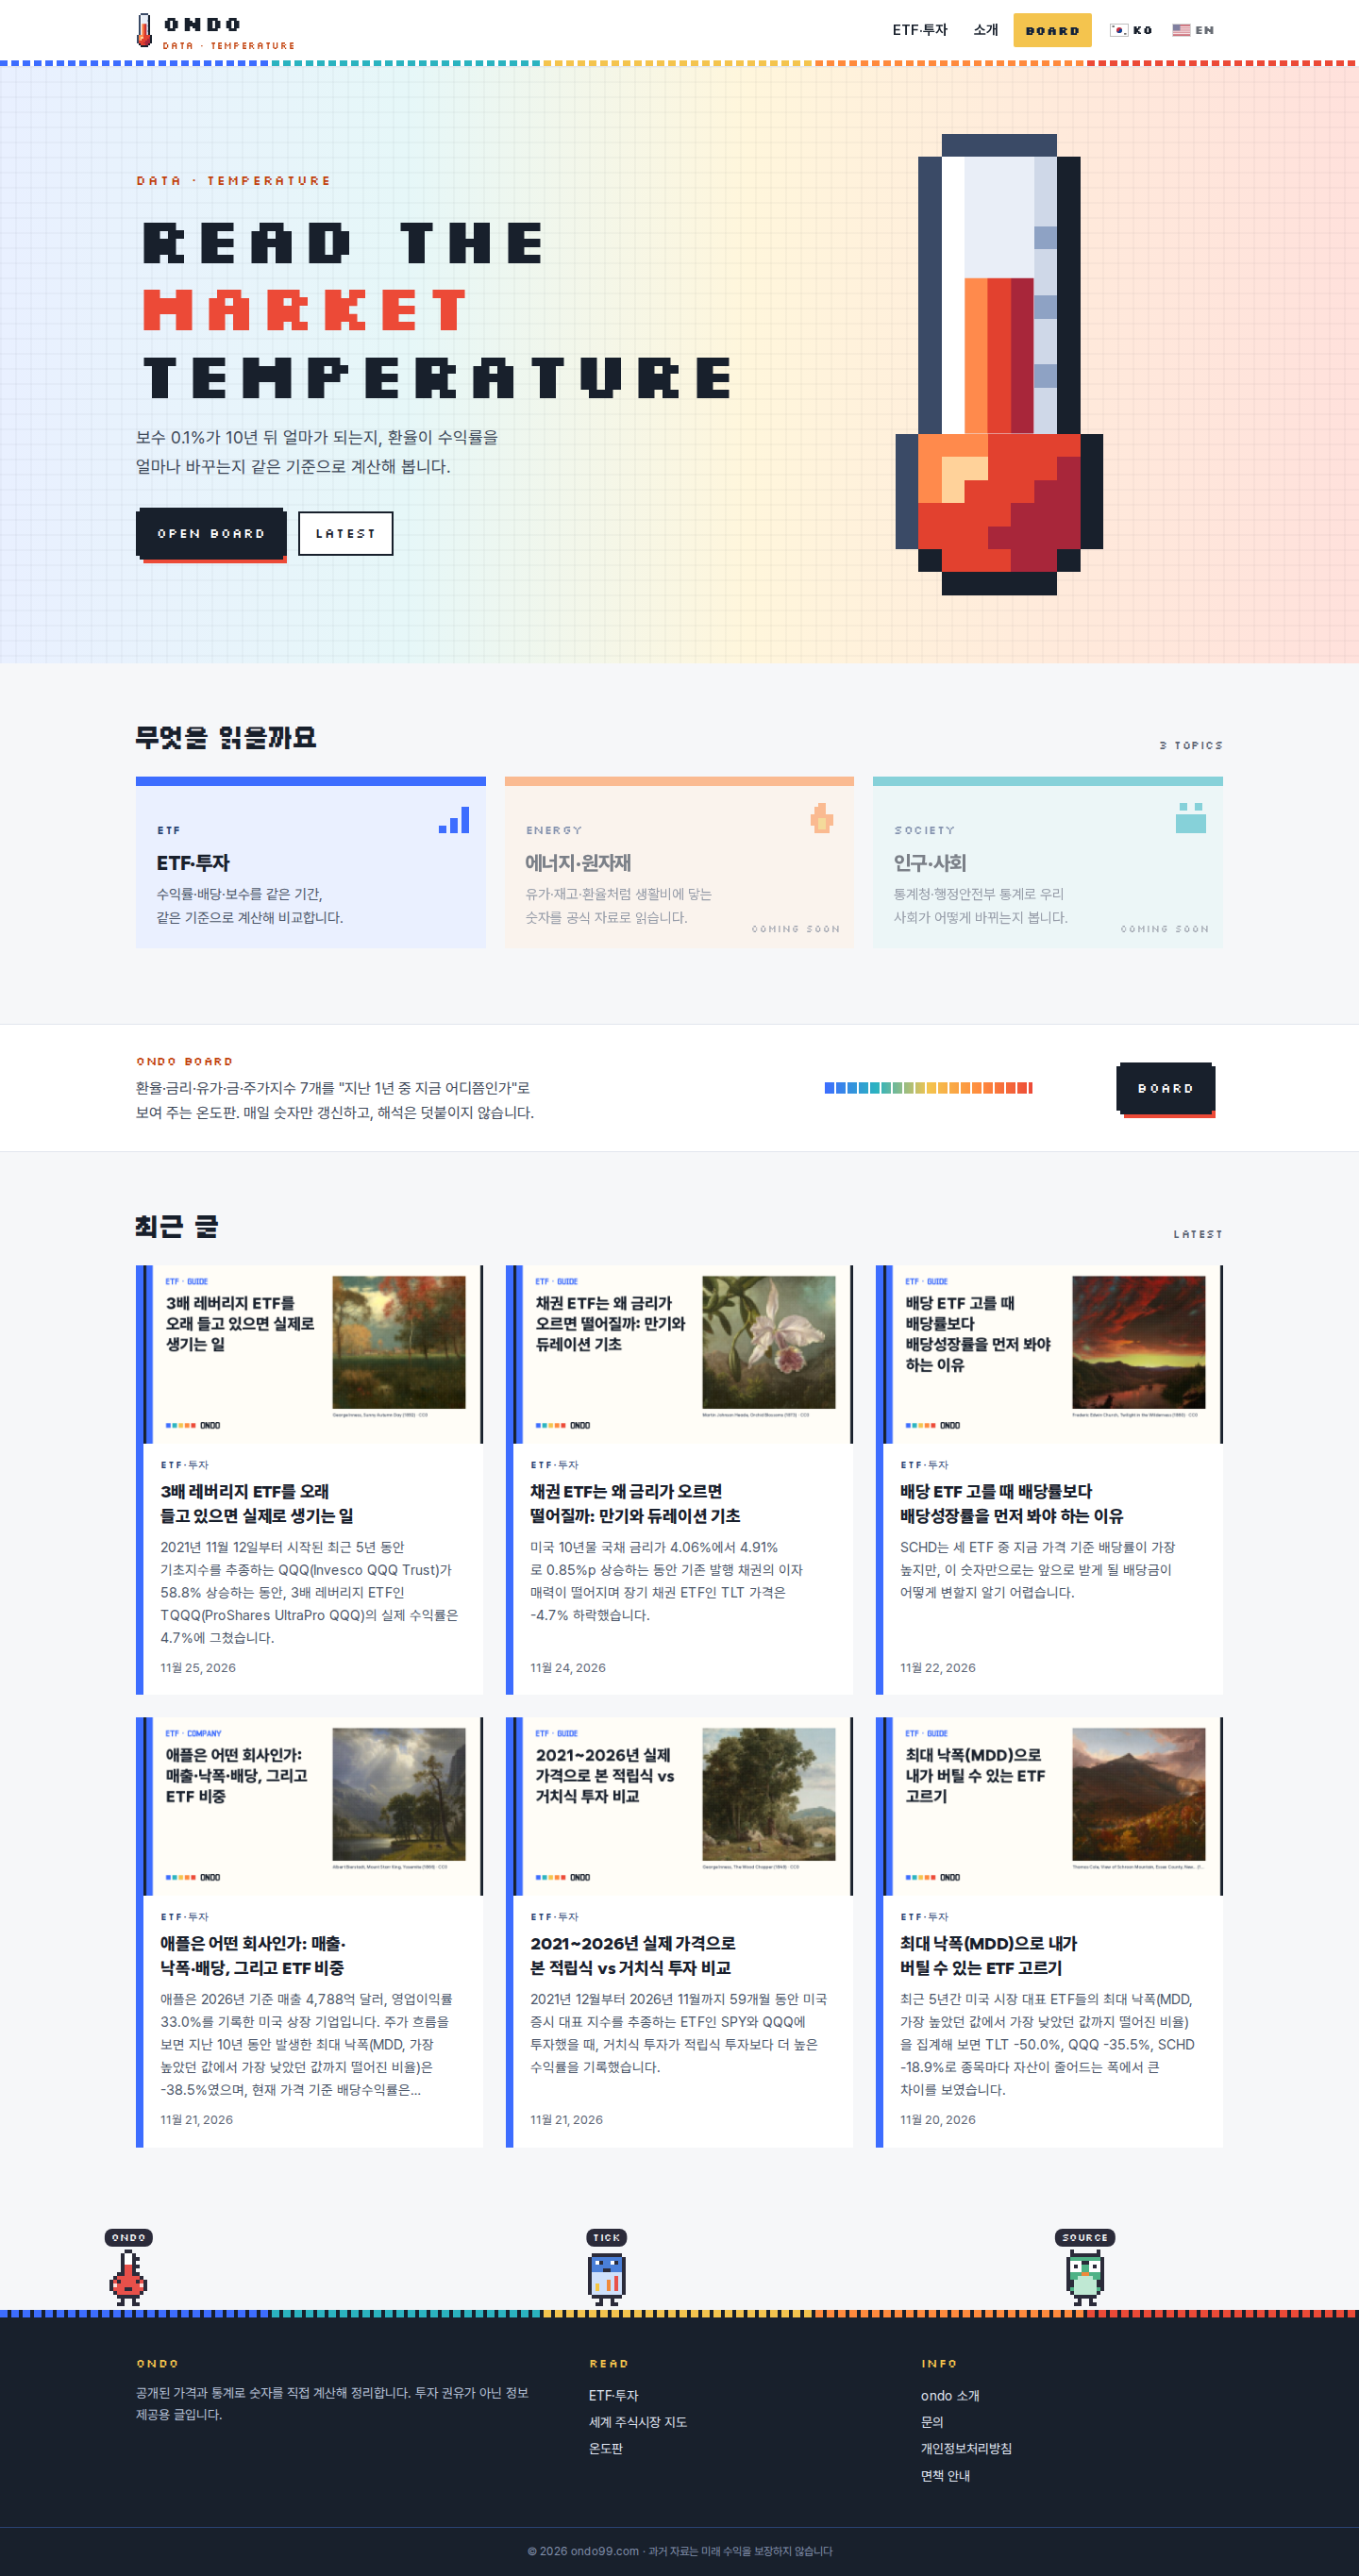 ONDO
DATA · TEMPERATURE
ETF·투자
소개
BOARD
KO
EN
DATA · TEMPERATURE
READ THE
MARKET
TEMPERATURE
보수 0.1%가 10년 뒤 얼마가 되는지, 환율이 수익률을
얼마나 바꾸는지 같은 기준으로 계산해 봅니다.
OPEN BOARD
LATEST
무엇을 읽을까요
3 TOPICS
ETF
ETF·투자
수익률·배당·보수를 같은 기간,
같은 기준으로 계산해 비교합니다.
ENERGY
에너지·원자재
유가·재고·환율처럼 생활비에 닿는
숫자를 공식 자료로 읽습니다.
COMING SOON
SOCIETY
인구·사회
통계청·행정안전부 통계로 우리
사회가 어떻게 바뀌는지 봅니다.
COMING SOON
ONDO BOARD
환율·금리·유가·금·주가지수 7개를 "지난 1년 중 지금 어디쯤인가"로
보여 주는 온도판. 매일 숫자만 갱신하고, 해석은 덧붙이지 않습니다.
BOARD
최근 글
LATEST
ETF · GUIDE
3배 레버리지 ETF를
오래 들고 있으면 실제로
생기는 일
George Inness, Sunny Autumn Day (1892) · CC0
ONDO
ETF·투자
3배 레버리지 ETF를 오래
들고 있으면 실제로 생기는 일
2021년 11월 12일부터 시작된 최근 5년 동안
기초지수를 추종하는 QQQ(Invesco QQQ Trust)가
58.8% 상승하는 동안, 3배 레버리지 ETF인
TQQQ(ProShares UltraPro QQQ)의 실제 수익률은
4.7%에 그쳤습니다.
11월 25, 2026
ETF · GUIDE
채권 ETF는 왜 금리가
오르면 떨어질까: 만기와
듀레이션 기초
Martin Johnson Heade, Orchid Blossoms (1873) · CC0
ONDO
ETF·투자
채권 ETF는 왜 금리가 오르면
떨어질까: 만기와 듀레이션 기초
미국 10년물 국채 금리가 4.06%에서 4.91%
로 0.85%p 상승하는 동안 기존 발행 채권의 이자
매력이 떨어지며 장기 채권 ETF인 TLT 가격은
-4.7% 하락했습니다.
11월 24, 2026
ETF · GUIDE
배당 ETF 고를 때
배당률보다
배당성장률을 먼저 봐야
하는 이유
Frederic Edwin Church, Twilight in the Wilderness (1860) · CC0
ONDO
ETF·투자
배당 ETF 고를 때 배당률보다
배당성장률을 먼저 봐야 하는 이유
SCHD는 세 ETF 중 지금 가격 기준 배당률이 가장
높지만, 이 숫자만으로는 앞으로 받게 될 배당금이
어떻게 변할지 알기 어렵습니다.
11월 22, 2026
ETF · COMPANY
애플은 어떤 회사인가:
매출·낙폭·배당, 그리고
ETF 비중
Albert Bierstadt, Mount Starr King, Yosemite (1866) · CC0
ONDO
ETF·투자
애플은 어떤 회사인가: 매출·
낙폭·배당, 그리고 ETF 비중
애플은 2026년 기준 매출 4,788억 달러, 영업이익률
33.0%를 기록한 미국 상장 기업입니다. 주가 흐름을
보면 지난 10년 동안 발생한 최대 낙폭(MDD, 가장
높았던 값에서 가장 낮았던 값까지 떨어진 비율)은
-38.5%였으며, 현재 가격 기준 배당수익률은…
11월 21, 2026
ETF · GUIDE
2021~2026년 실제
가격으로 본 적립식 vs
거치식 투자 비교
George Inness, The Wood Chopper (1849) · CC0
ONDO
ETF·투자
2021~2026년 실제 가격으로
본 적립식 vs 거치식 투자 비교
2021년 12월부터 2026년 11월까지 59개월 동안 미국
증시 대표 지수를 추종하는 ETF인 SPY와 QQQ에
투자했을 때, 거치식 투자가 적립식 투자보다 더 높은
수익률을 기록했습니다.
11월 21, 2026
ETF · GUIDE
최대 낙폭(MDD)으로
내가 버틸 수 있는 ETF
고르기
Thomas Cole, View of Schroon Mountain, Essex County, New…
ONDO
ETF·투자
최대 낙폭(MDD)으로 내가
버틸 수 있는 ETF 고르기
최근 5년간 미국 시장 대표 ETF들의 최대 낙폭(MDD,
가장 높았던 값에서 가장 낮았던 값까지 떨어진 비율)
을 집계해 보면 TLT -50.0%, QQQ -35.5%, SCHD
-18.9%로 종목마다 자산이 줄어드는 폭에서 큰
차이를 보였습니다.
11월 20, 2026
ONDO
TICK
SOURCE
ONDO
공개된 가격과 통계로 숫자를 직접 계산해 정리합니다. 투자 권유가 아닌 정보
제공용 글입니다.
READ
ETF·투자
세계 주식시장 지도
온도판
INFO
ondo 소개
문의
개인정보처리방침
면책 안내
© 2026 ondo99.com · 과거 자료는 미래 수익을 보장하지 않습니다